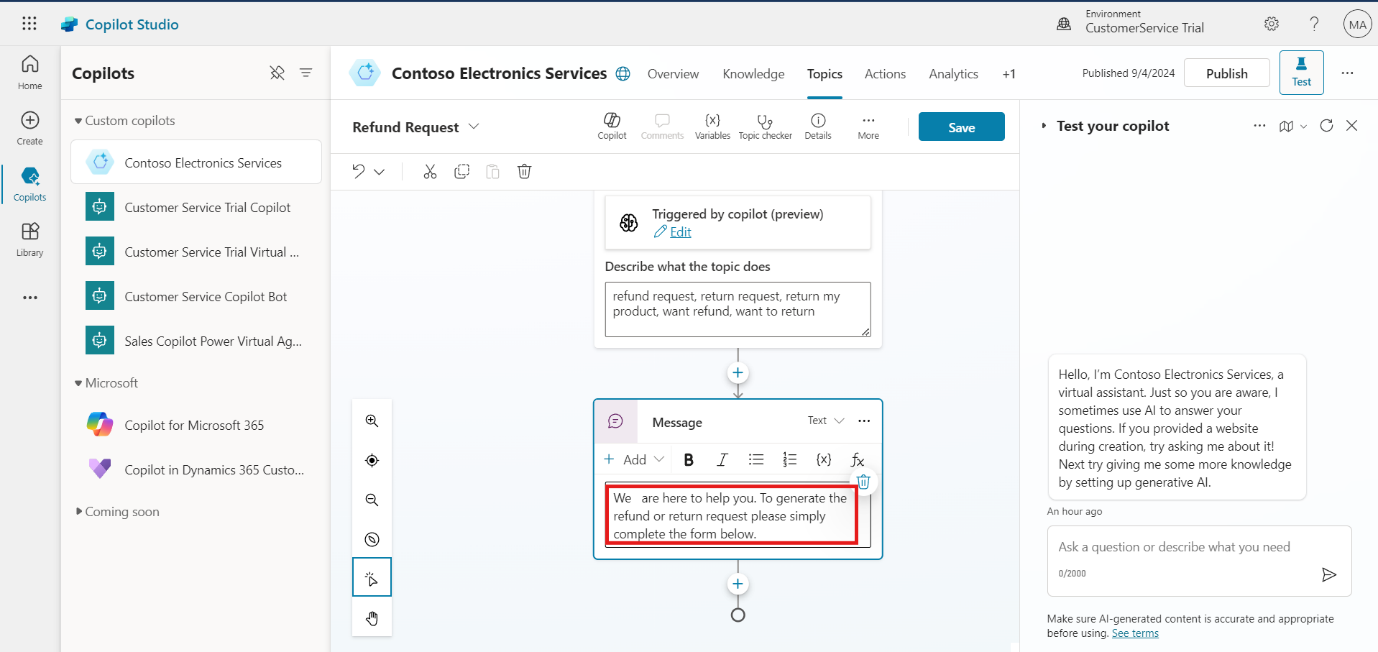 Copilot Studio
Environment
CustomerService Trial
MA
Home
Create
Copilots
Library
Copilots
Custom copilots
Contoso Electronics Services
Customer Service Trial Copilot
Customer Service Trial Virtual ...
Customer Service Copilot Bot
Sales Copilot Power Virtual Ag...
Microsoft
Copilot for Microsoft 365
Copilot in Dynamics 365 Custo...
Coming soon
Contoso Electronics Services
Overview
Knowledge
Topics
Actions
Analytics
+1
Published 9/4/2024
Publish
Test
Refund Request
Copilot
Comments
Variables
Topic checker
Details
More
Save
Triggered by copilot (preview)
Edit
Describe what the topic does
refund request, return request, return my
product, want refund, want to return
Message
Text
Add
B
I
{x}
fx
We are here to help you. To generate the
refund or return request please simply
complete the form below.
Test your copilot
Hello, I'm Contoso Electronics Services, a
virtual assistant. Just so you are aware, I
sometimes use AI to answer your
questions. If you provided a website
during creation, try asking me about it!
Next try giving me some more knowledge
by setting up generative AI.
An hour ago
Ask a question or describe what you need
0/2000
Make sure AI-generated content is accurate and appropriate
before using. See terms